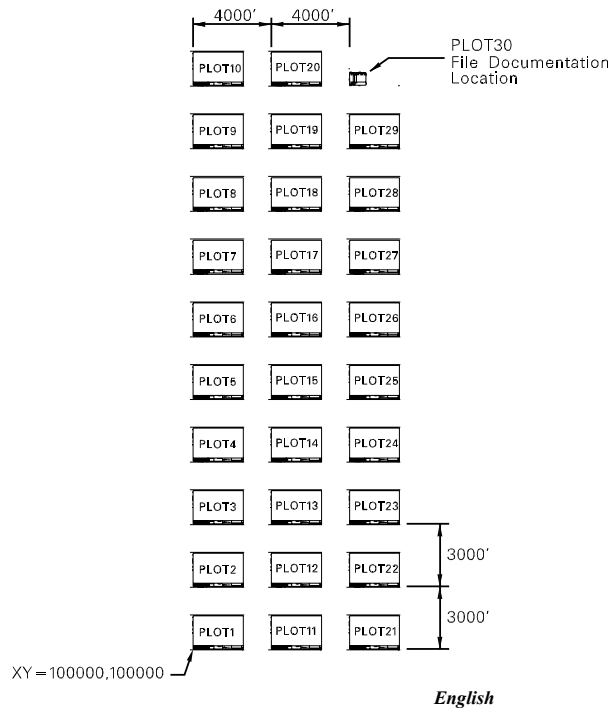 4000' 4000'
PLOT30
File Documentation
Location
PLOT10 PLOT20
PLOT9 PLOT19 PLOT29
PLOT8 PLOT18 PLOT28
PLOT7 PLOT17 PLOT27
PLOT6 PLOT16 PLOT26
PLOT5 PLOT15 PLOT25
PLOT4 PLOT14 PLOT24
PLOT3 PLOT13 PLOT23
3000'
PLOT2 PLOT12 PLOT22
3000'
PLOT1 PLOT11 PLOT21
XY=100000,100000
English